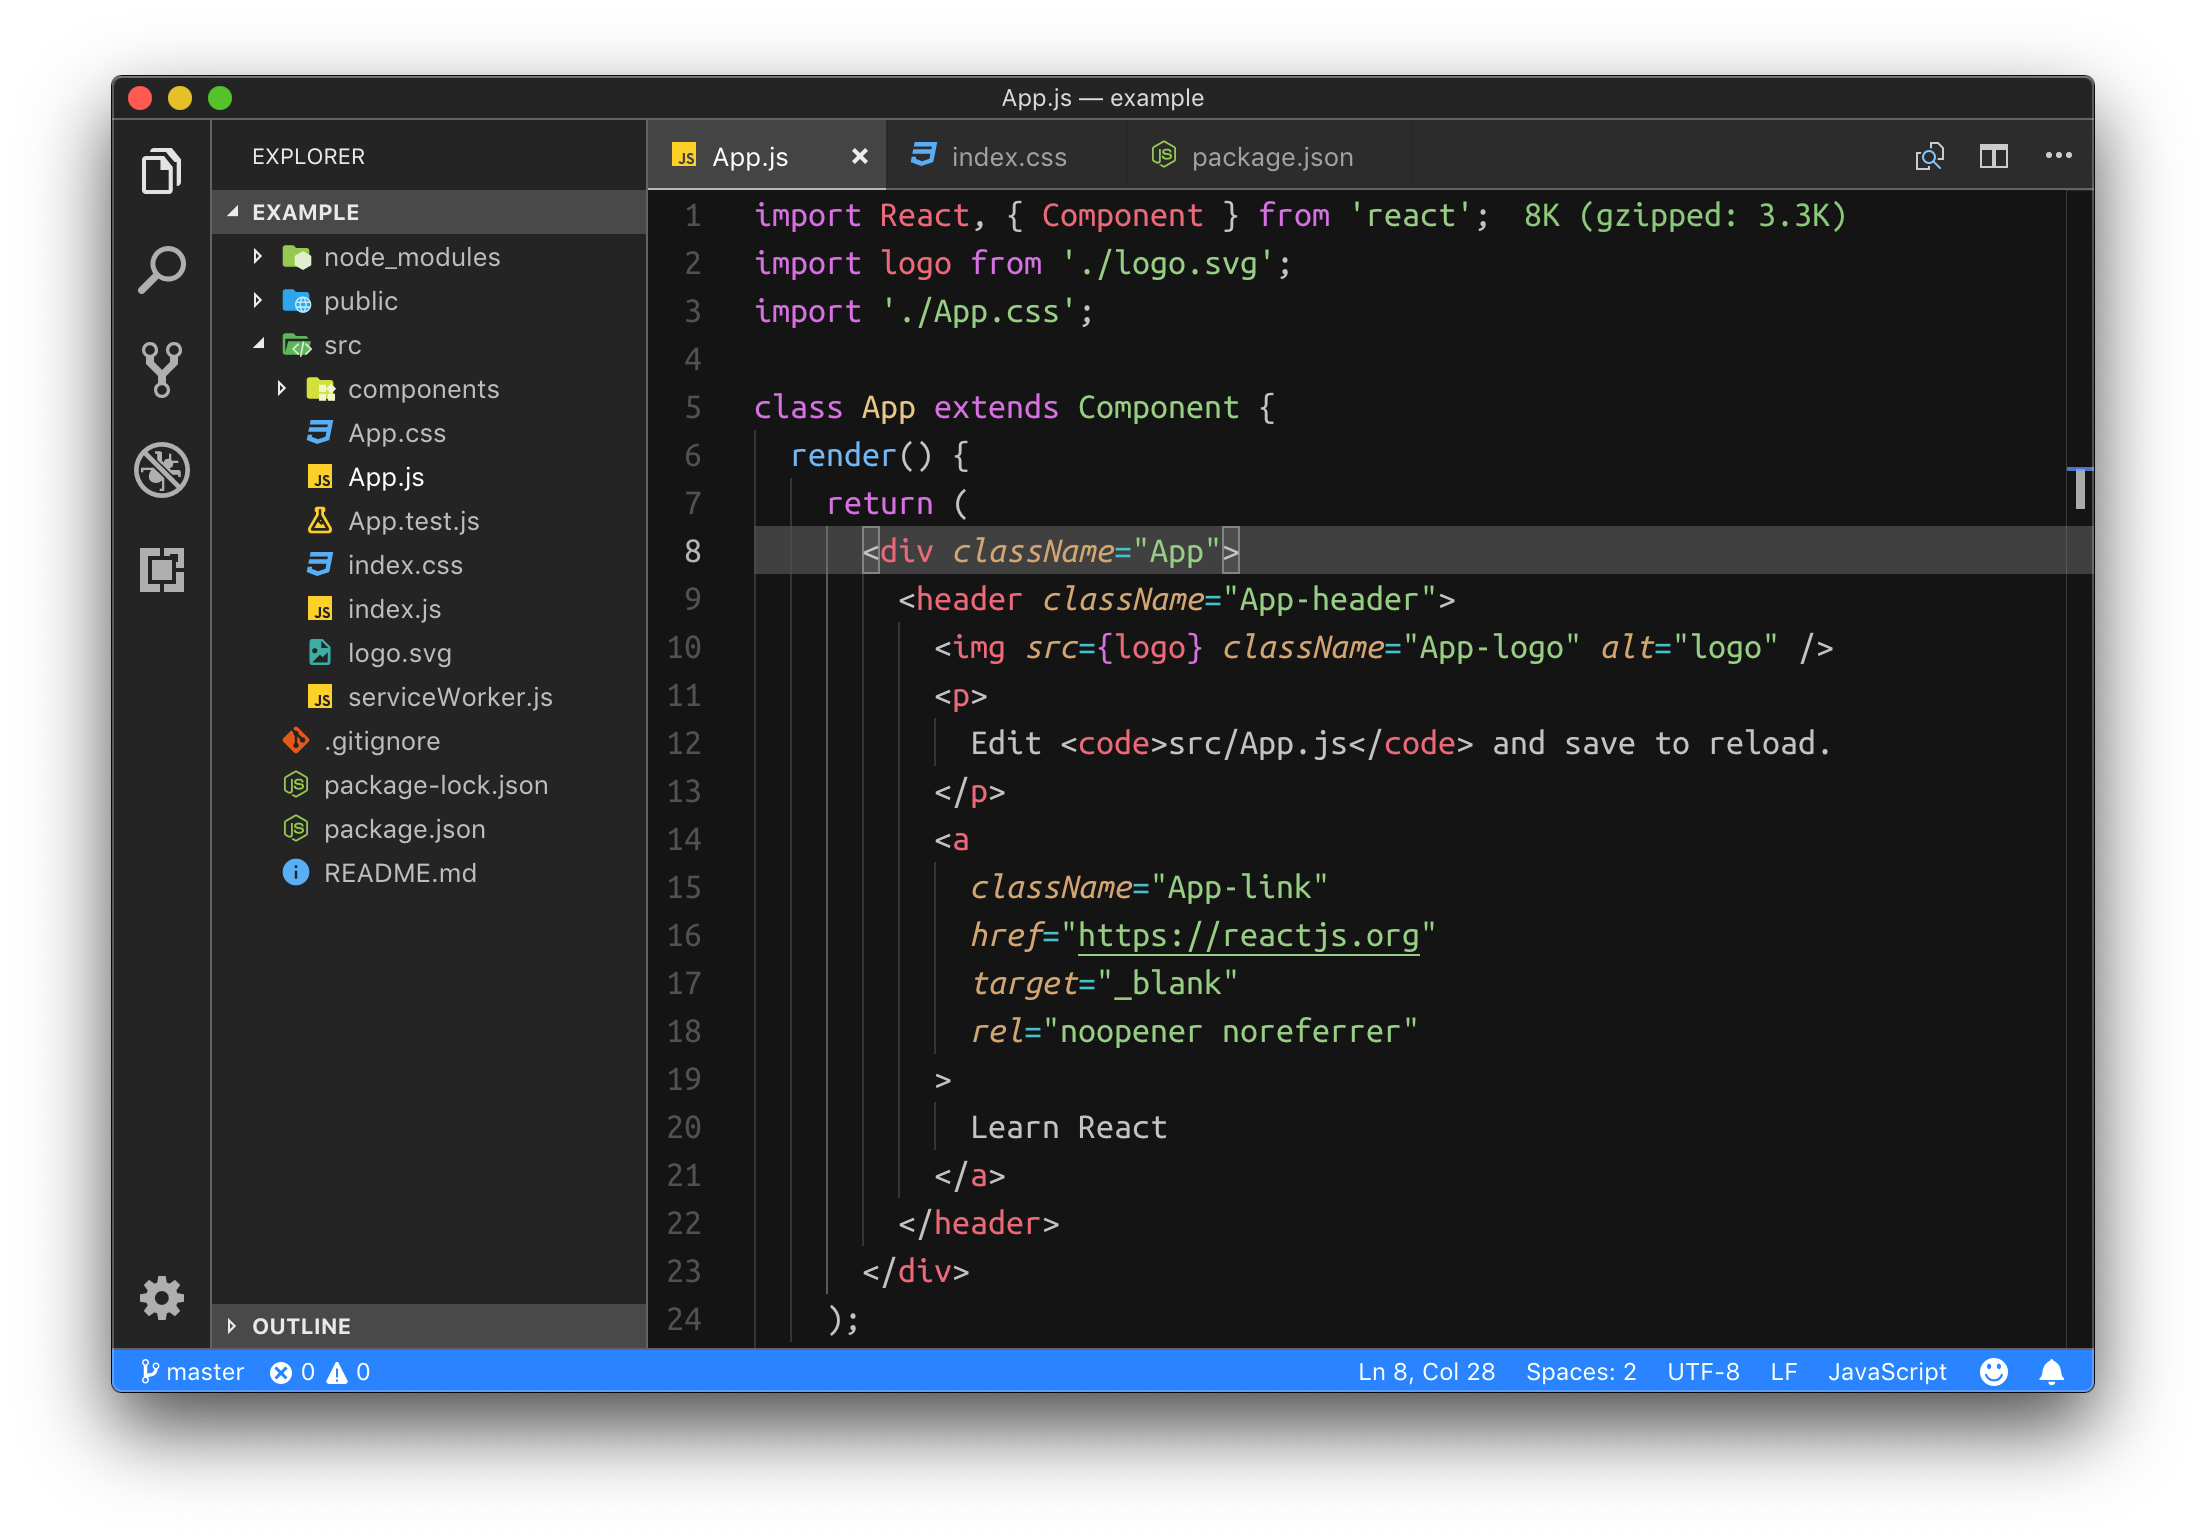 App.js — example
EXPLORER
EXAMPLE
node_modules
public
src
components
App.css
App.js
App.test.js
index.css
index.js
logo.svg
serviceWorker.js
.gitignore
package-lock.json
package.json
README.md
OUTLINE
App.js index.css package.json
1 import React, { Component } from 'react'; 8K (gzipped: 3.3K)
2 import logo from './logo.svg';
3 import './App.css';
4
5 class App extends Component {
6 render() {
7 return (
8 <div className="App">
9 <header className="App-header">
10 <img src={logo} className="App-logo" alt="logo" />
11 <p>
12 Edit <code>src/App.js</code> and save to reload.
13 </p>
14 <a
15 className="App-link"
16 href="https://reactjs.org"
17 target="_blank"
18 rel="noopener noreferrer"
19 >
20 Learn React
21 </a>
22 </header>
23 </div>
24 );
master 0 0 Ln 8, Col 28 Spaces: 2 UTF-8 LF JavaScript